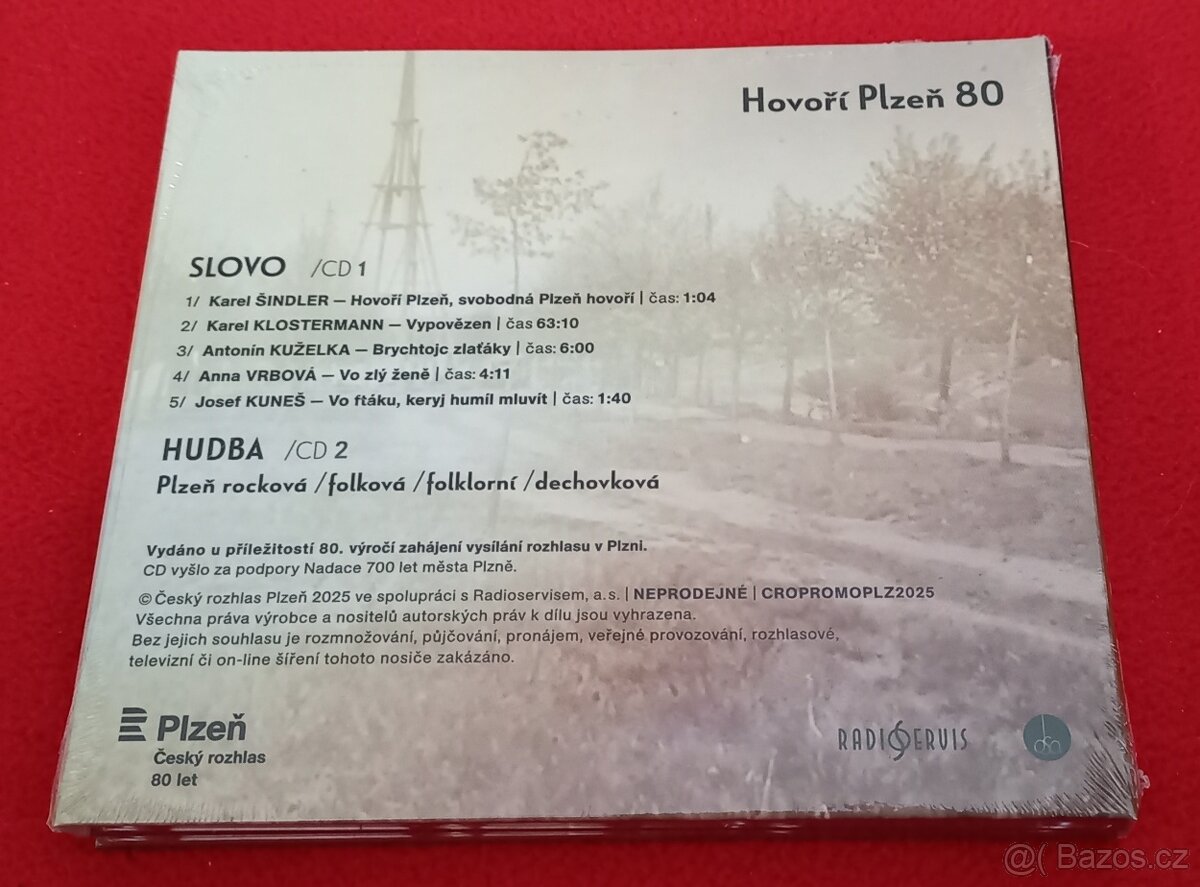 Hovoří Plzeň 80
SLOVO /CD 1
1/ Karel ŠINDLER – Hovoří Plzeň, svobodná Plzeň hovoří | čas: 1:04
2/ Karel KLOSTERMANN – Vypovězen | čas 63:10
3/ Antonín KUŽELKA – Brychtojc zlaťáky | čas: 6:00
4/ Anna VRBOVÁ – Vo zlý ženě | čas: 4:11
5/ Josef KUNEŠ – Vo ftáku, keryj humíl mluvít | čas: 1:40
HUDBA /CD 2
Plzeň rocková /folková /folklorní /dechovková
Vydáno u příležitostí 80. výročí zahájení vysílání rozhlasu v Plzni.
CD vyšlo za podpory Nadace 700 let města Plzně.
© Český rozhlas Plzeň 2025 ve spolupráci s Radioservisem, a.s. | NEPRODEJNÉ | CROPROMOPLZ2025
Všechna práva výrobce a nositelů autorských práv k dílu jsou vyhrazena.
Bez jejich souhlasu je rozmnožování, půjčování, pronájem, veřejné provozování, rozhlasové,
televizní či on-line šíření tohoto nosiče zakázáno.
Plzeň
Český rozhlas
80 let
RADIOSERVIS
dsa
@( Bazos.cz